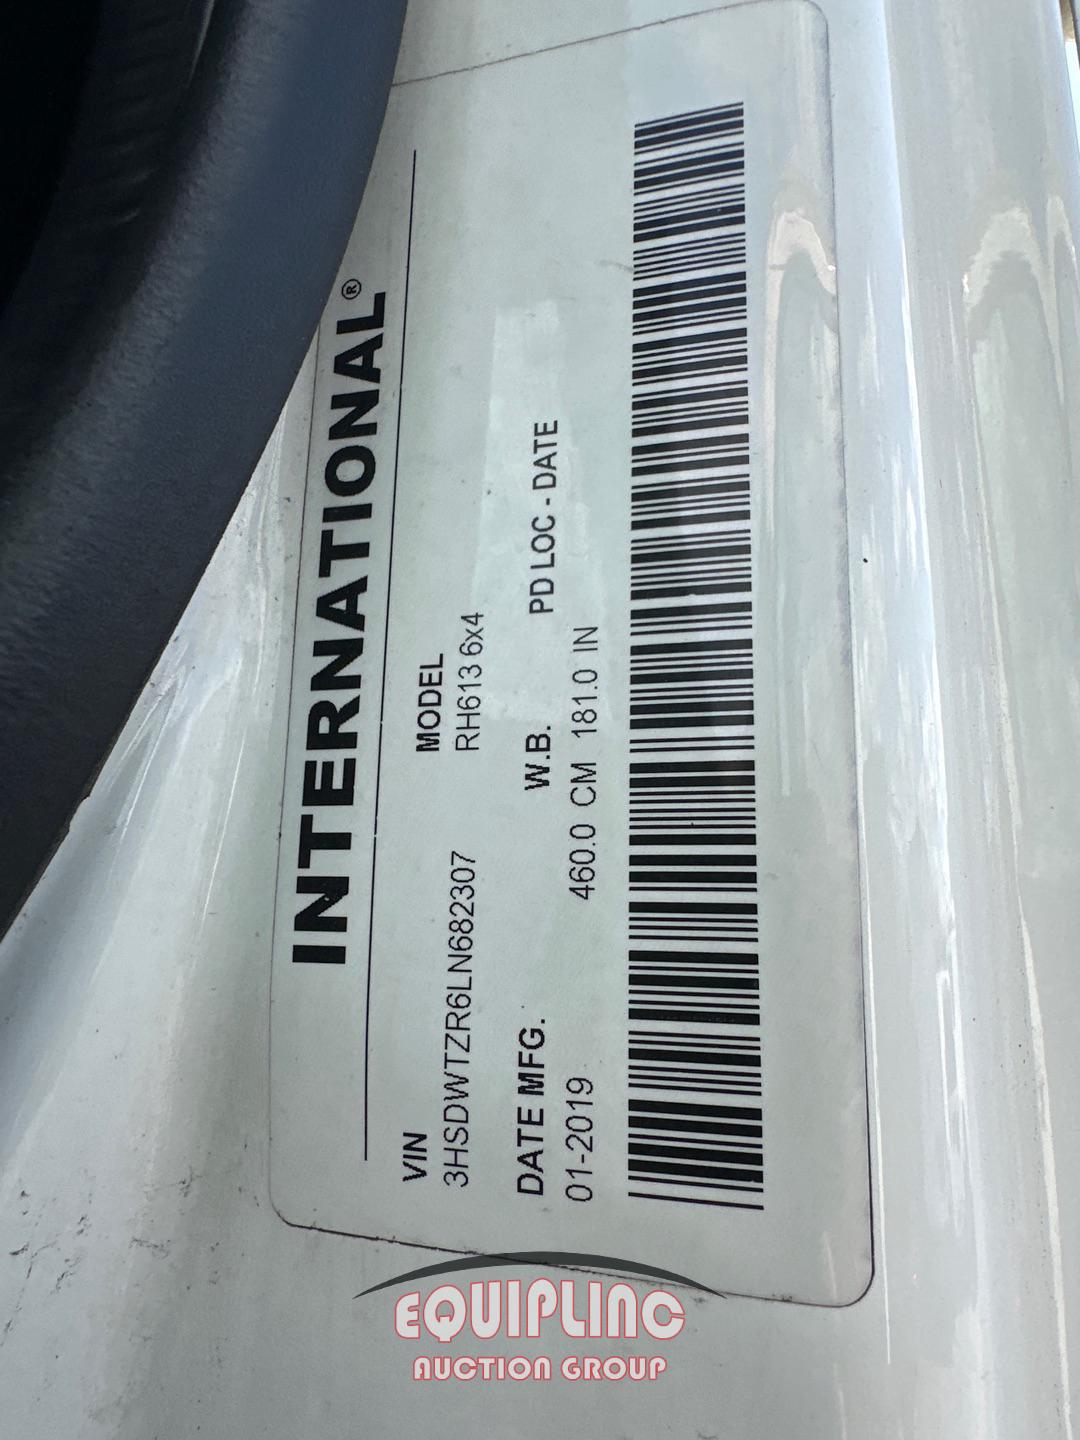 INTERNATIONAL®
VIN MODEL
3HSDWTZR6LN682307 RH613 6x4
DATE MFG. W.B. PD LOC - DATE
01-2019 460.0 CM 181.0 IN
EQUIPLINC
AUCTION GROUP